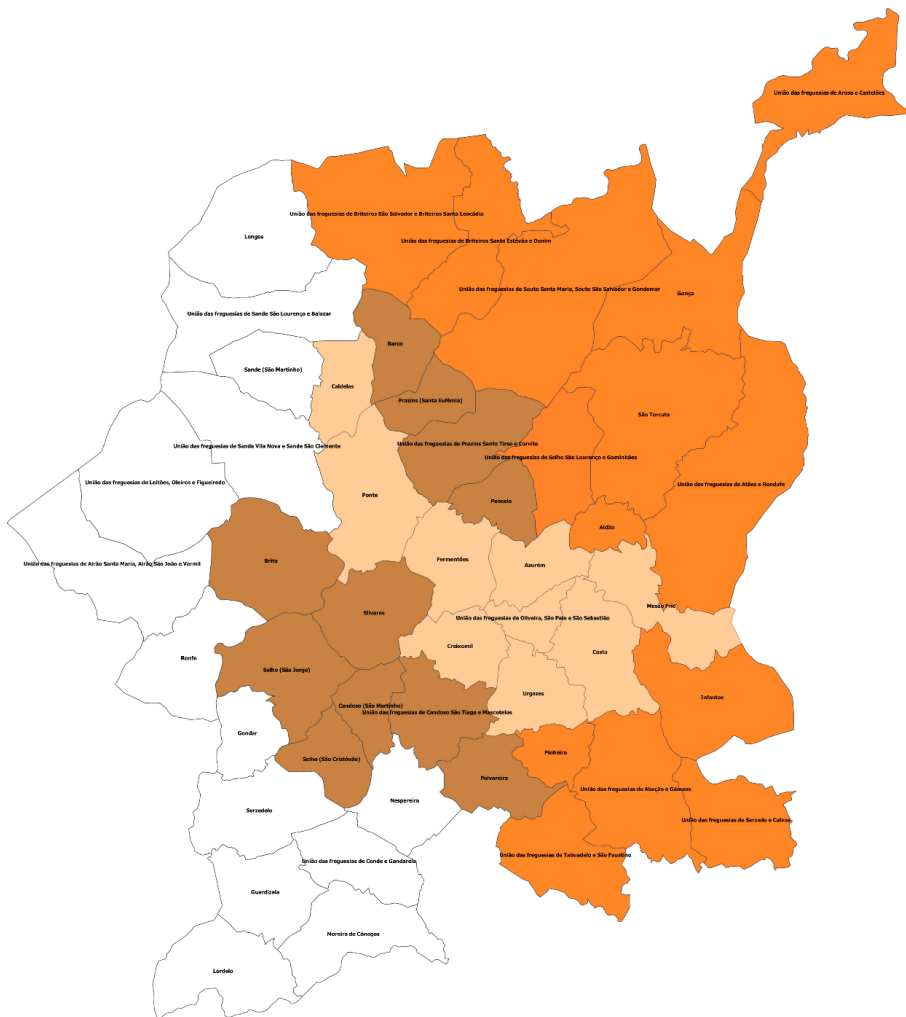 União das freguesias de Arosa e Castelões
União das freguesias de Briteiros São Salvador e Briteiros Santa Leocádia
Longos
União das freguesias de Briteiros Santo Estêvão e Donim
União das freguesias de Souto Santa Maria, Souto São Salvador e Gondomar
Gonça
União das freguesias de Sande São Lourenço e Balazar
Barco
Sande (São Martinho)
Caldelas
Prazins (Santa Eufémia)
São Torcato
União das freguesias de Sande Vila Nova e Sande São Clemente
União das freguesias de Prazins Santo Tirso e Corvite
União das freguesias de Selho São Lourenço e Gominhães
União das freguesias de Leitões, Oleiros e Figueiredo
União das freguesias de Atães e Rendufe
Ponte
Pencelo
Aldão
União das freguesias de Airão Santa Maria, Airão São João e Vermil
Brito
Fermentões
Azurém
Mesão Frio
Silvares
União das freguesias de Oliveira, São Paio e São Sebastião
Creixomil
Costa
Ronfe
Selho (São Jorge)
Urgezes
Infantas
Candoso (São Martinho)
União das freguesias de Candoso São Tiago e Mascotelos
Gondar
Selho (São Cristóvão)
Pinheiro
Polvoreira
União das freguesias de Abação e Gémeos
Nespereira
Serzedelo
União das freguesias de Serzedo e Calvos
União das freguesias de Tabuadelo e São Faustino
União das freguesias de Conde e Gandarela
Guardizela
Moreira de Cónegos
Lordelo